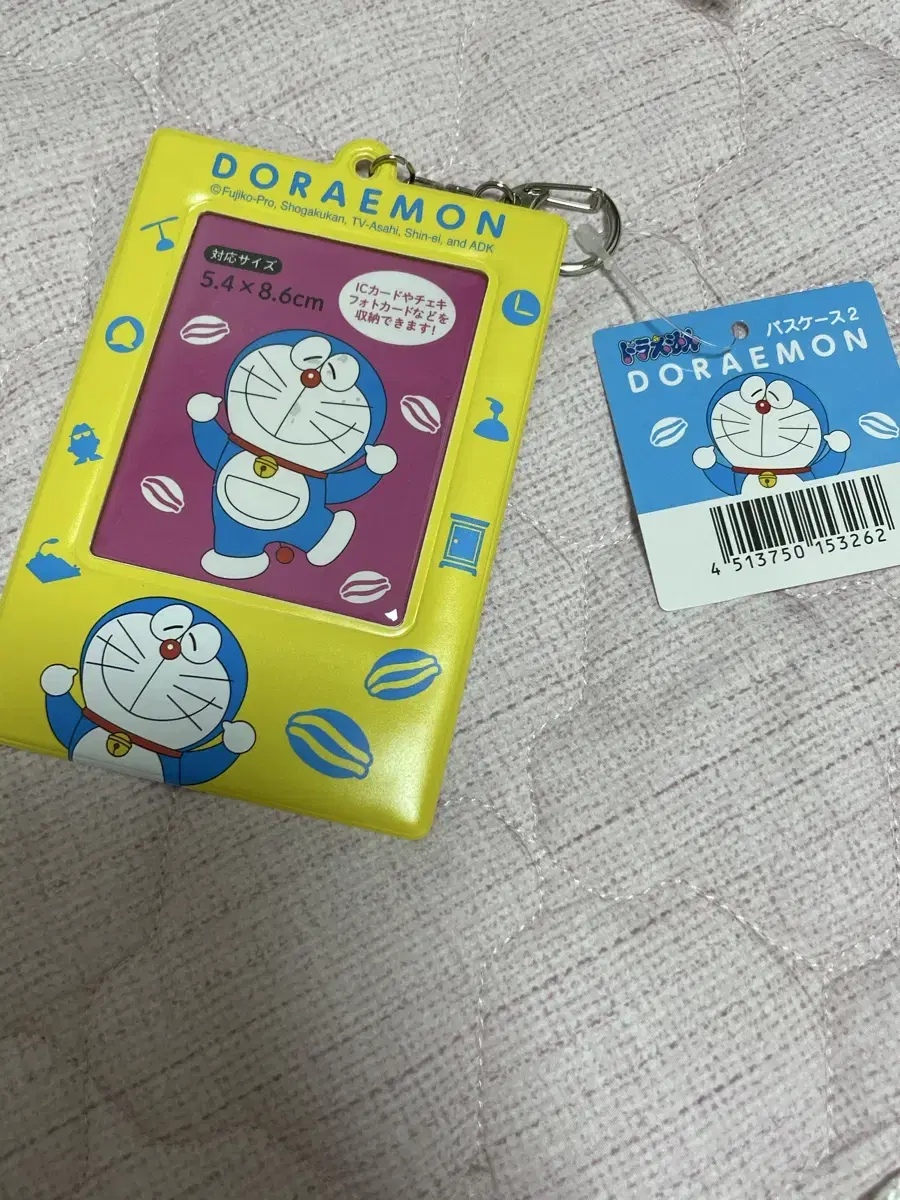 DORAEMON
©Fujiko-Pro, Shogakukan, TV-Asahi, Shin-ei, and ADK
対応サイズ
5.4×8.6cm
ICカードやチェキ
フォトカードなどを
収納できます!
パスケース2
ドラえもん
DORAEMON
4 513750 153262